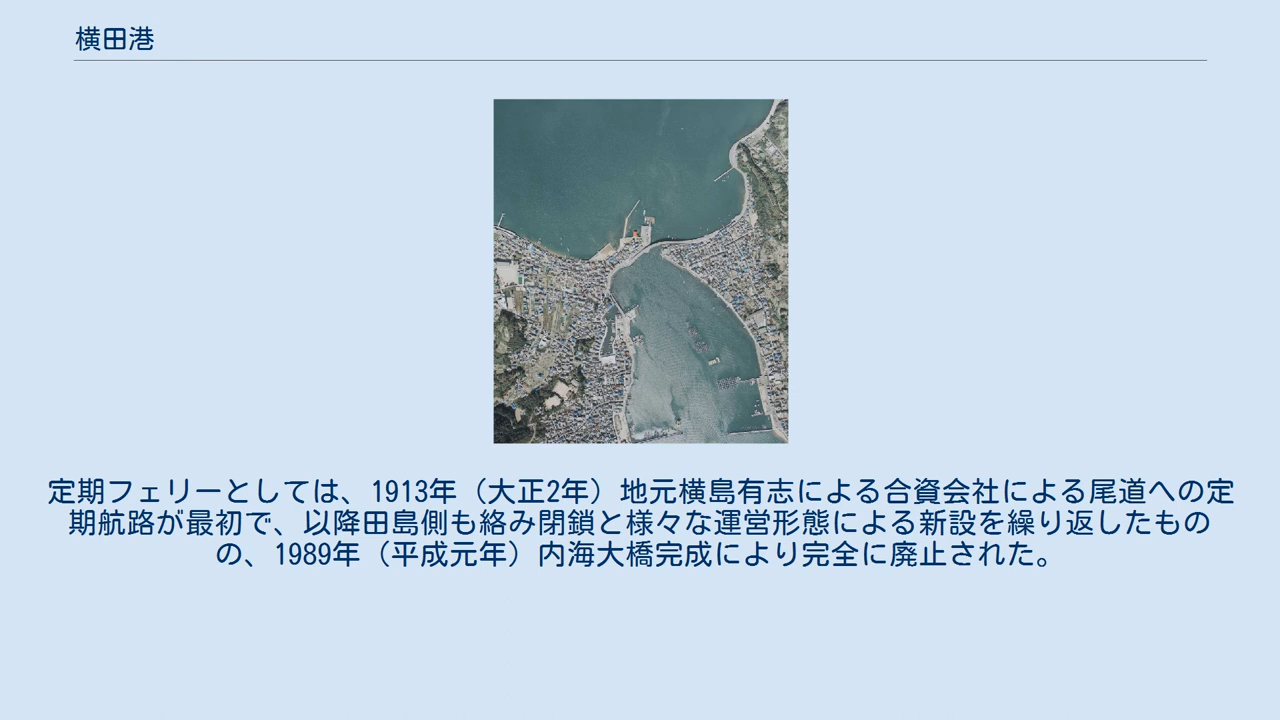 横田港
定期フェリーとしては、1913年（大正2年）地元横島有志による合資会社による尾道への定
期航路が最初で、以降田島側も絡み閉鎖と様々な運営形態による新設を繰り返したもの
の、1989年（平成元年）内海大橋完成により完全に廃止された。